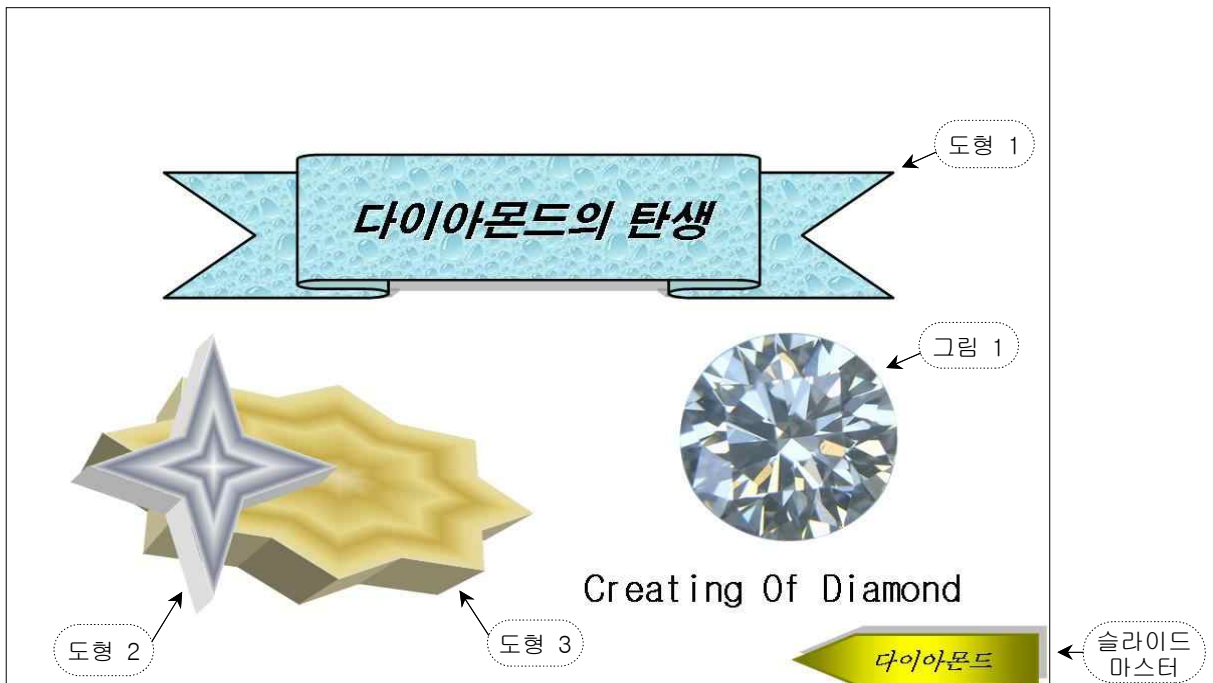 도형 1
다이아몬드의 탄생
그림 1
Creating Of Diamond
도형 2
도형 3
다이아몬드
슬라이드
마스터